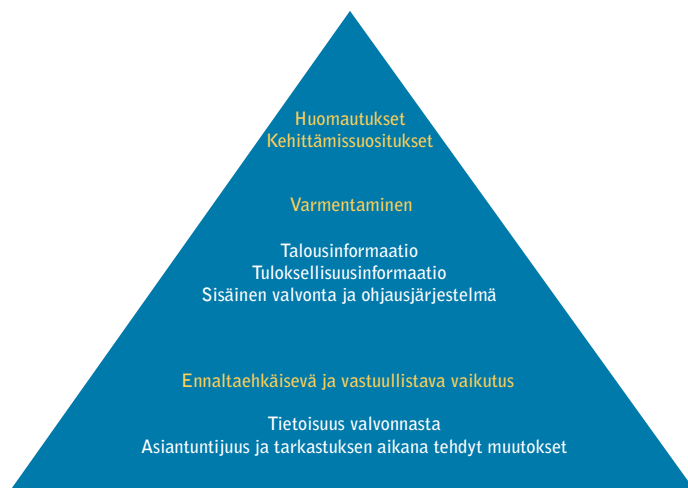 Huomautukset
Kehittämissuositukset
Varmentaminen
Talousinformaatio
Tuloksellisuusinformaatio
Sisäinen valvonta ja ohjausjärjestelmä
Ennaltaehkäisevä ja vastuullistava vaikutus
Tietoisuus valvonnasta
Asiantuntijuus ja tarkastuksen aikana tehdyt muutokset